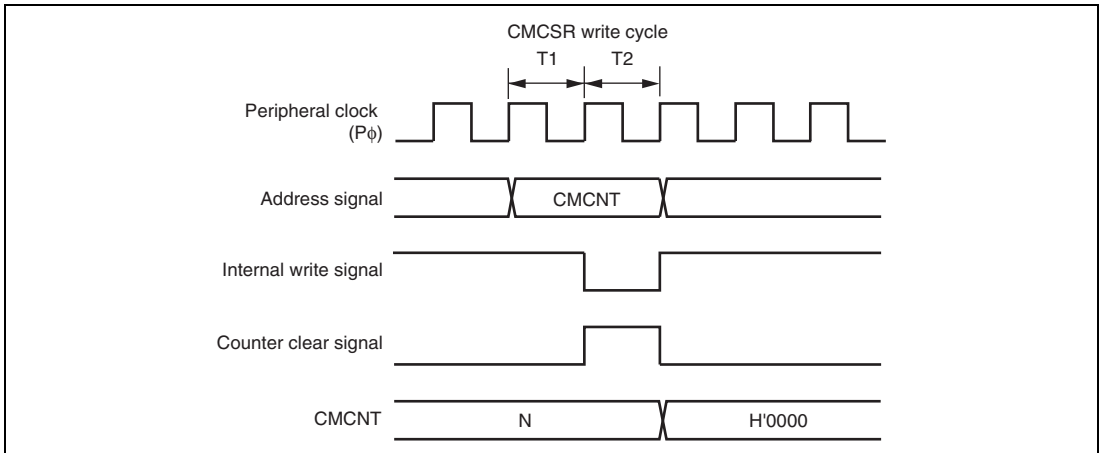 CMCSR write cycle
T1 T2
Peripheral clock
(Pϕ)
Address signal CMCNT
Internal write signal
Counter clear signal
CMCNT N H'0000